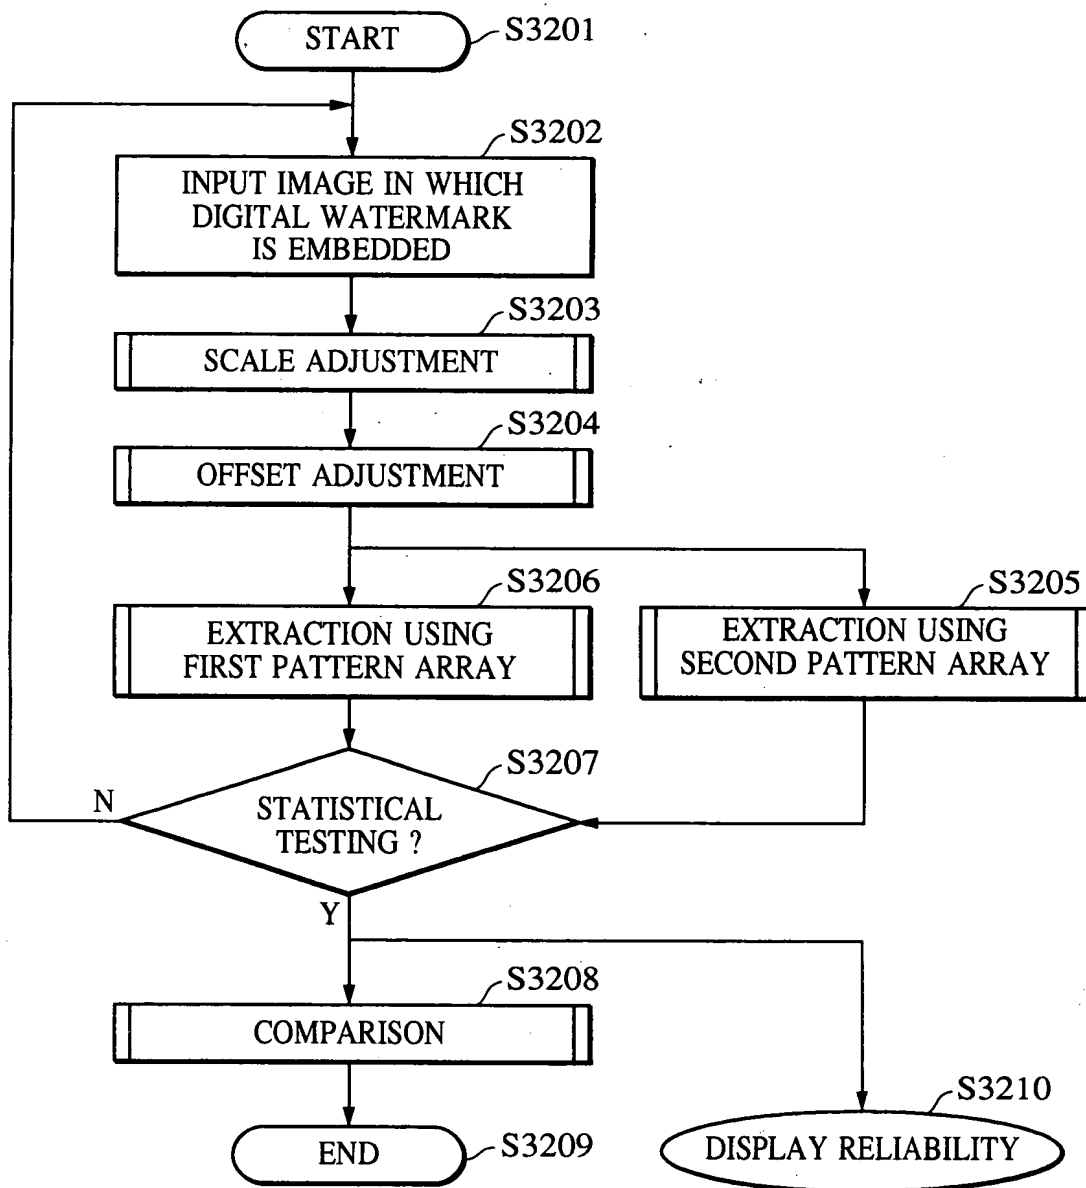 START
S3201
S3202
INPUT IMAGE IN WHICH
DIGITAL WATERMARK
IS EMBEDDED
S3203
SCALE ADJUSTMENT
S3204
OFFSET ADJUSTMENT
S3206
EXTRACTION USING
FIRST PATTERN ARRAY
S3205
EXTRACTION USING
SECOND PATTERN ARRAY
S3207
N
STATISTICAL
TESTING ?
Y
S3208
COMPARISON
END
S3209
S3210
DISPLAY RELIABILITY